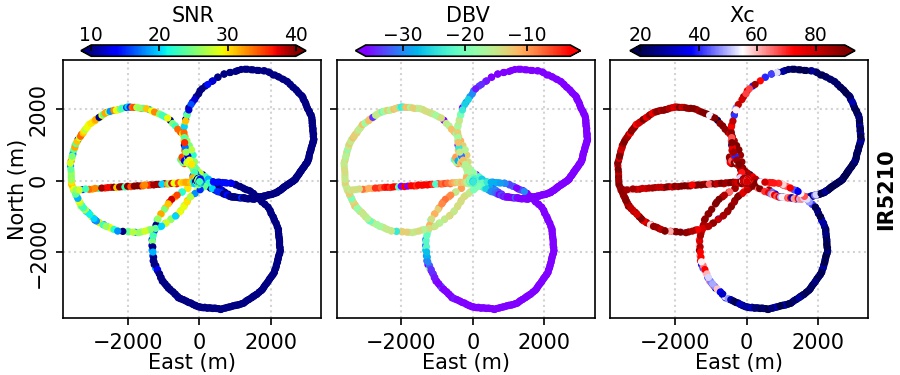 SNR DBV Xc
10 20 30 40 −30 −20 −10 20 40 60 80
North (m)
2000
0
−2000
−2000 0 2000 −2000 0 2000 −2000 0 2000
East (m) East (m) East (m)
IR5210